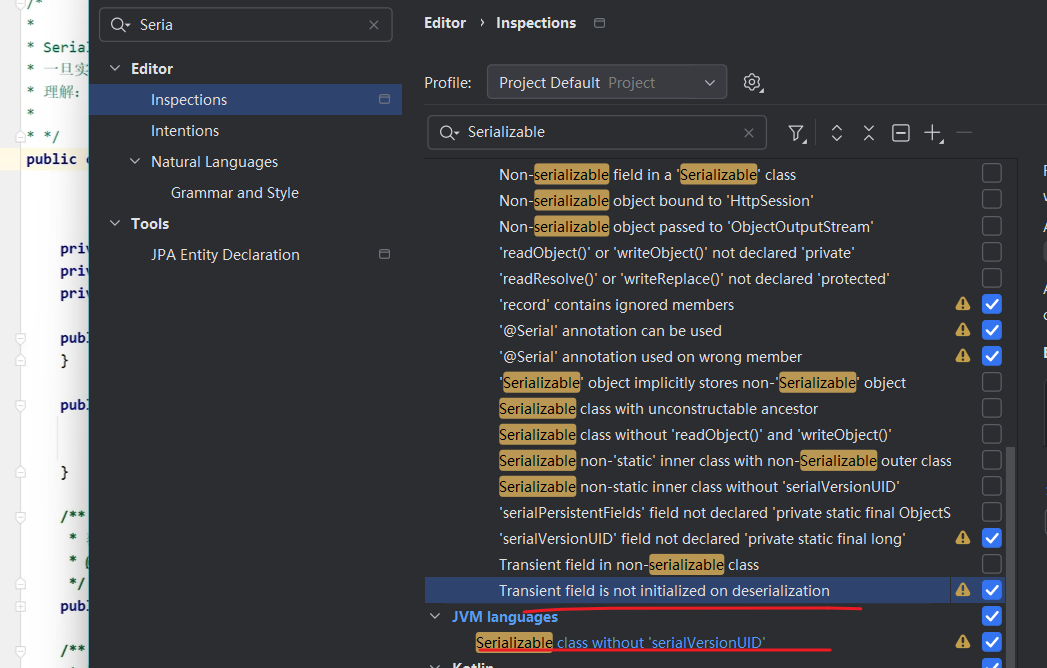 /*
*
* Serial
* 一旦实
* 理解:
*
* */
public
priv
priv
priv
publ
}
publ
}
/**
*
*
*/
publ
/**
Seria
Editor
Inspections
Intentions
Natural Languages
Grammar and Style
Tools
JPA Entity Declaration
Editor › Inspections
Profile: Project Default Project
Serializable
Non-serializable field in a 'Serializable' class
Non-serializable object bound to 'HttpSession'
Non-serializable object passed to 'ObjectOutputStream'
'readObject()' or 'writeObject()' not declared 'private'
'readResolve()' or 'writeReplace()' not declared 'protected'
'record' contains ignored members
'@Serial' annotation can be used
'@Serial' annotation used on wrong member
'Serializable' object implicitly stores non-'Serializable' object
Serializable class with unconstructable ancestor
Serializable class without 'readObject()' and 'writeObject()'
Serializable non-'static' inner class with non-Serializable outer class
Serializable non-static inner class without 'serialVersionUID'
'serialPersistentFields' field not declared 'private static final ObjectS
'serialVersionUID' field not declared 'private static final long'
Transient field in non-serializable class
Transient field is not initialized on deserialization
JVM languages
Serializable class without 'serialVersionUID'
Kotlin